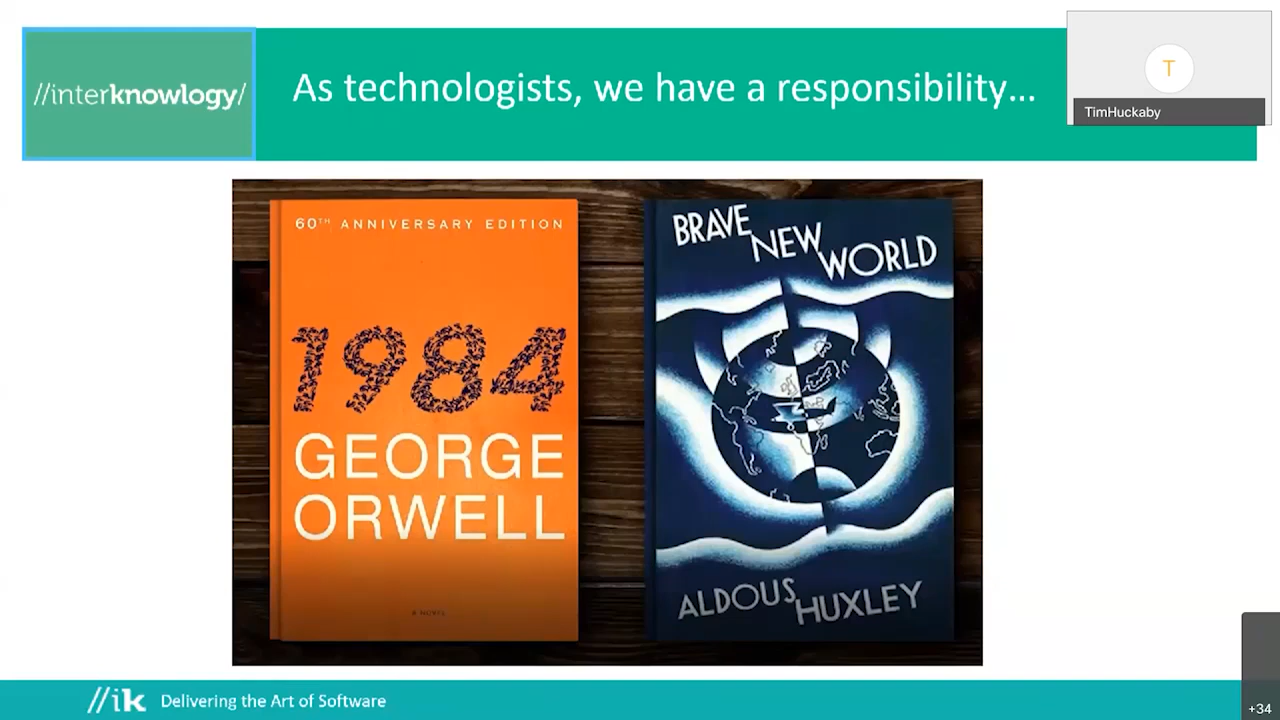 //interknowlogy/
As technologists, we have a responsibility...
T
TimHuckaby
60TH ANNIVERSARY EDITION
1984
GEORGE
ORWELL
A NOVEL
BRAVE
NEW
WORLD
ALDOUS
HUXLEY
//ik Delivering the Art of Software
+34